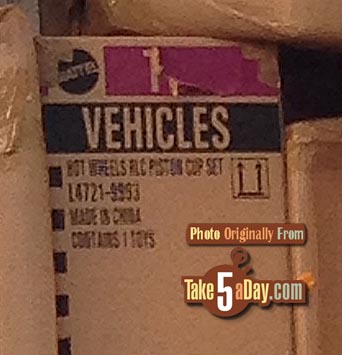 MATTEL
1
VEHICLES
HOT WHEELS RLC PISTON CUP SET
L4721-9993
MADE IN CHINA
CONTAINS 1 TOYS
Photo Originally From
Take5aDay.com